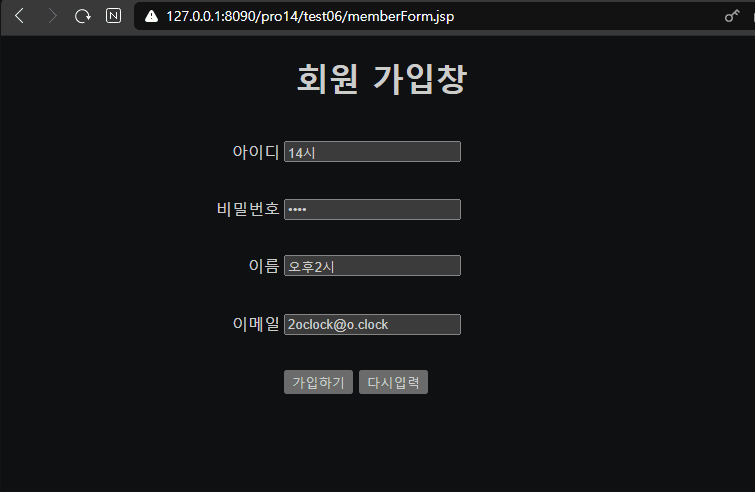 127.0.0.1:8090/pro14/test06/memberForm.jsp
회원 가입창
아이디 14시
비밀번호 ••••
이름 오후2시
이메일 2oclock@o.clock
가입하기 다시입력